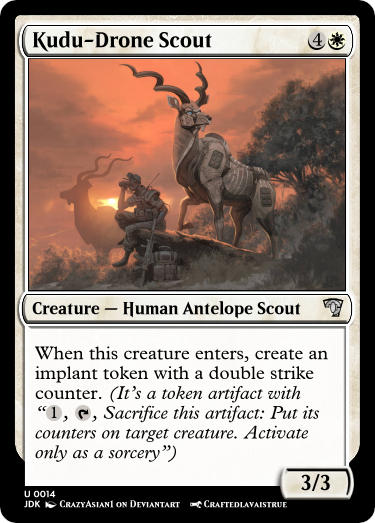 Kudu-Drone Scout 4
Creature — Human Antelope Scout
When this creature enters, create an
implant token with a double strike
counter. (It's a token artifact with
"1, , Sacrifice this artifact: Put its
counters on target creature. Activate
only as a sorcery")
3/3
U 0014
JDK CrazyAsian1 on Deviantart Craftedlavaistrue